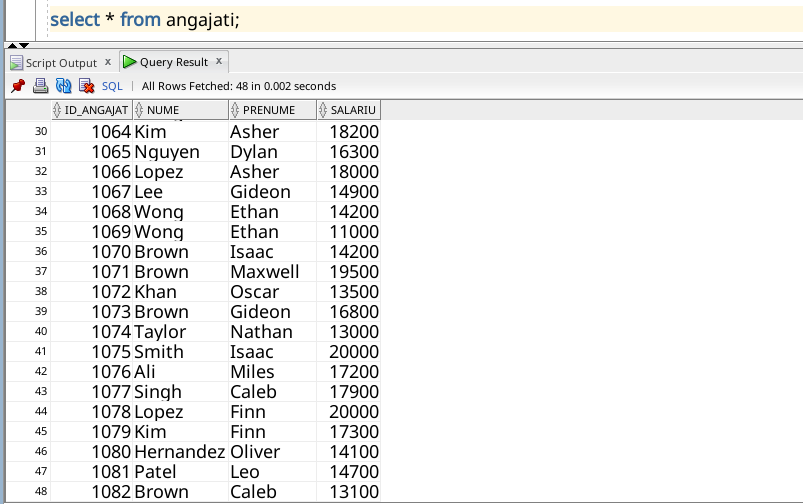 select * from angajati;
Script Output x Query Result x
SQL | All Rows Fetched: 48 in 0.002 seconds
ID_ANGAJAT NUME PRENUME SALARIU
30 1064 Kim Asher 18200
31 1065 Nguyen Dylan 16300
32 1066 Lopez Asher 18000
33 1067 Lee Gideon 14900
34 1068 Wong Ethan 14200
35 1069 Wong Ethan 11000
36 1070 Brown Isaac 14200
37 1071 Brown Maxwell 19500
38 1072 Khan Oscar 13500
39 1073 Brown Gideon 16800
40 1074 Taylor Nathan 13000
41 1075 Smith Isaac 20000
42 1076 Ali Miles 17200
43 1077 Singh Caleb 17900
44 1078 Lopez Finn 20000
45 1079 Kim Finn 17300
46 1080 Hernandez Oliver 14100
47 1081 Patel Leo 14700
48 1082 Brown Caleb 13100